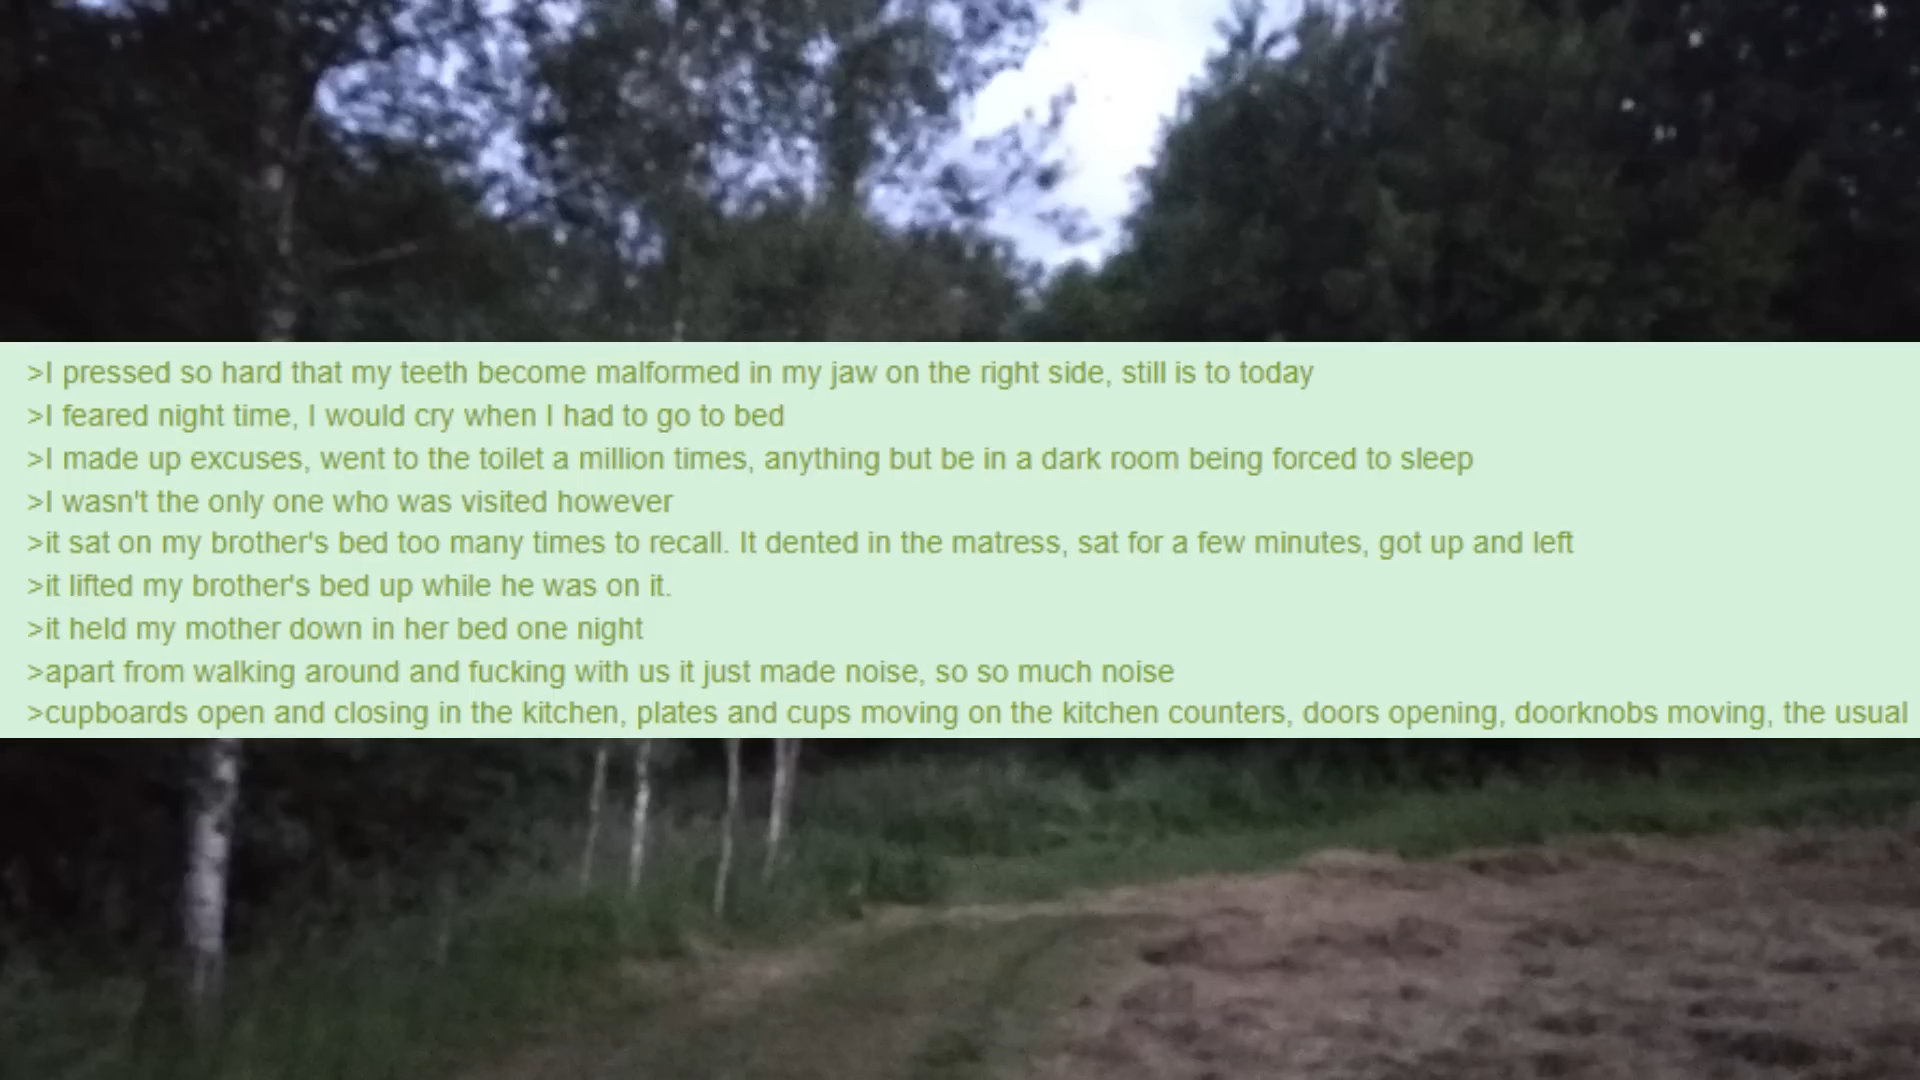 >I pressed so hard that my teeth become malformed in my jaw on the right side, still is to today
>I feared night time, I would cry when I had to go to bed
>I made up excuses, went to the toilet a million times, anything but be in a dark room being forced to sleep
>I wasn't the only one who was visited however
>it sat on my brother's bed too many times to recall. It dented in the matress, sat for a few minutes, got up and left
>it lifted my brother's bed up while he was on it.
>it held my mother down in her bed one night
>apart from walking around and fucking with us it just made noise, so so much noise
>cupboards open and closing in the kitchen, plates and cups moving on the kitchen counters, doors opening, doorknobs moving, the usual